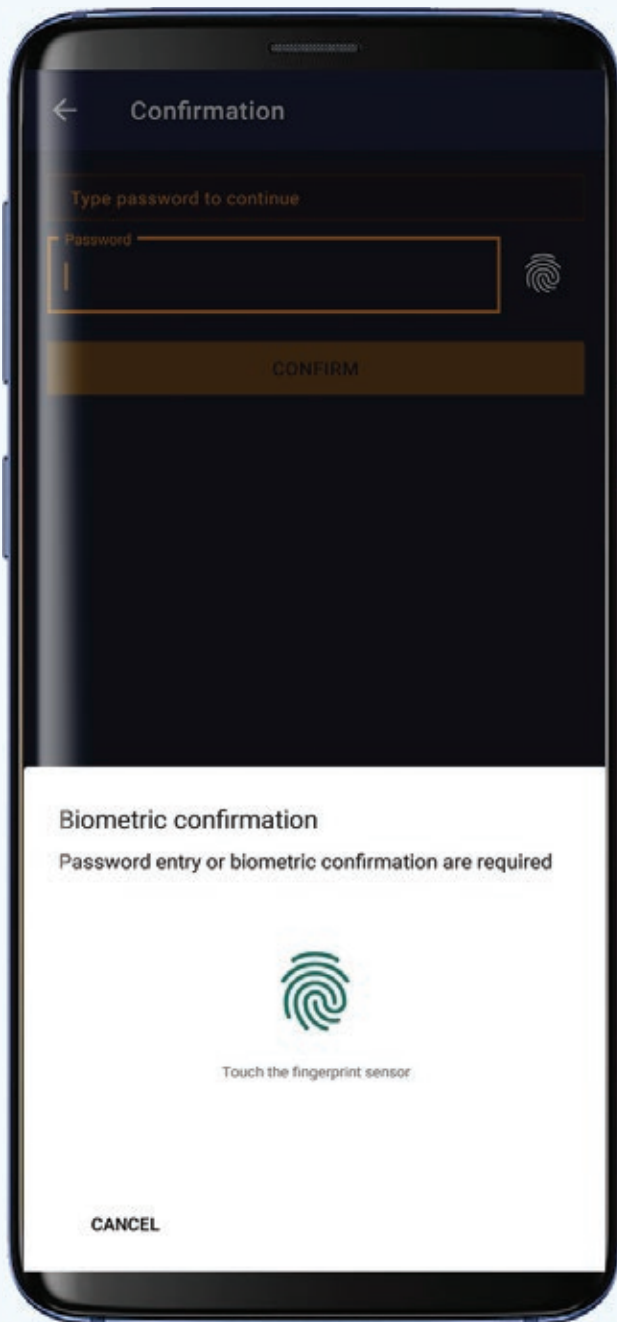 Confirmation
Type password to continue
Password
CONFIRM
Biometric confirmation
Password entry or biometric confirmation are required
Touch the fingerprint sensor
CANCEL